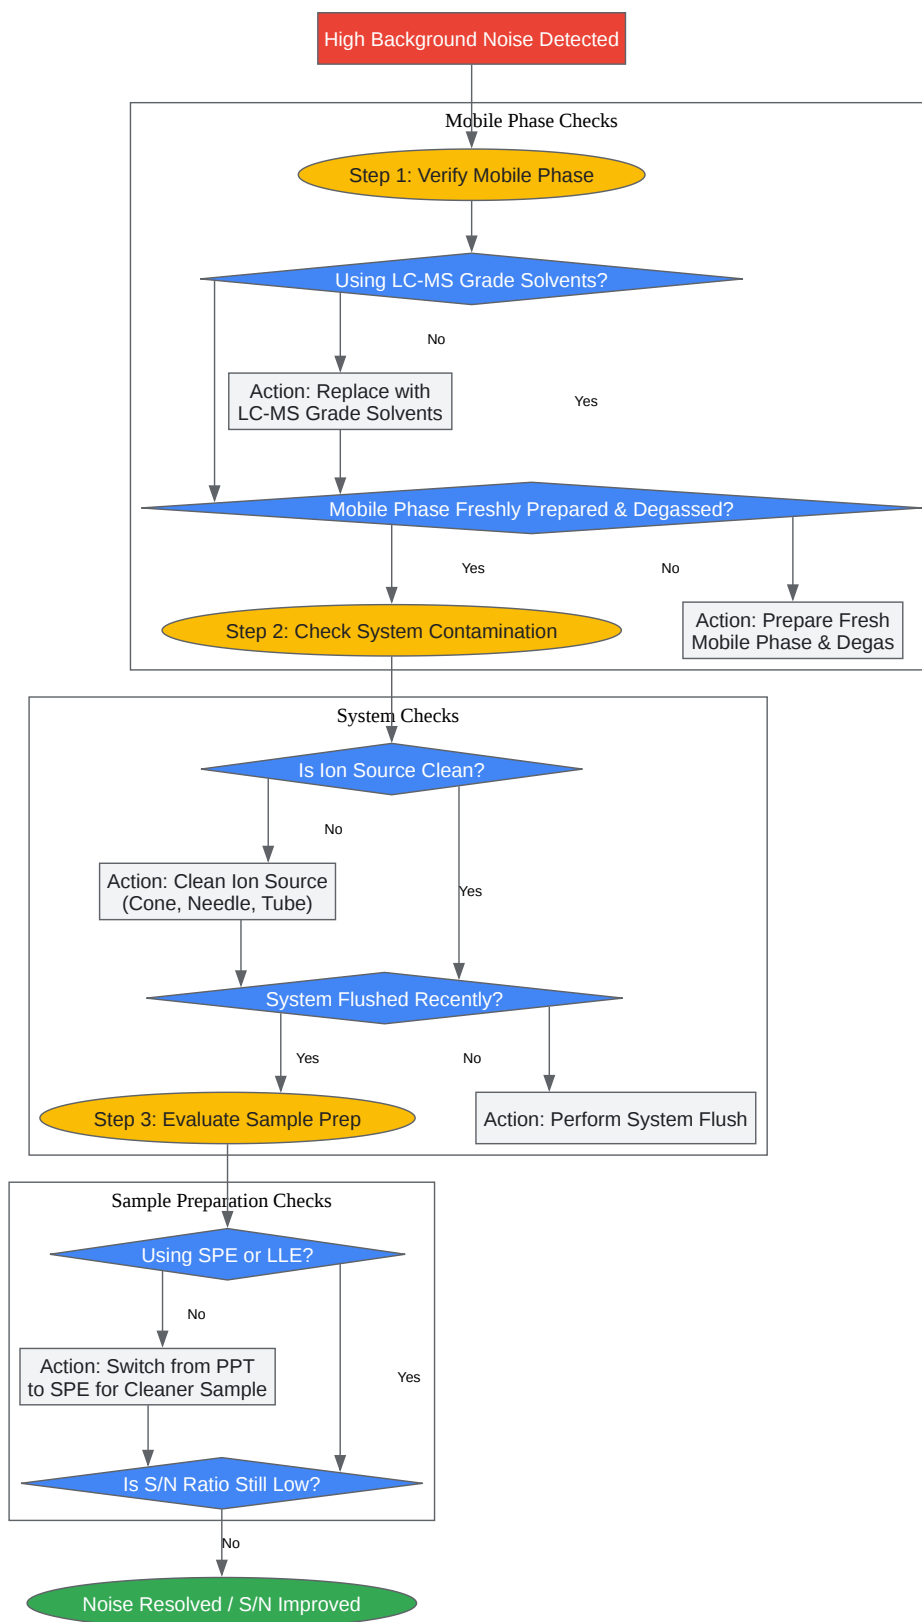 High Background Noise Detected
Mobile Phase Checks
Step 1: Verify Mobile Phase
Using LC-MS Grade Solvents?
No
Action: Replace with
LC-MS Grade Solvents
Yes
Mobile Phase Freshly Prepared & Degassed?
Yes
No
Step 2: Check System Contamination
Action: Prepare Fresh
Mobile Phase & Degas
System Checks
Is Ion Source Clean?
No
Action: Clean Ion Source
(Cone, Needle, Tube)
Yes
System Flushed Recently?
Yes
No
Step 3: Evaluate Sample Prep
Action: Perform System Flush
Sample Preparation Checks
Using SPE or LLE?
No
Action: Switch from PPT
to SPE for Cleaner Sample
Yes
Is S/N Ratio Still Low?
No
Noise Resolved / S/N Improved